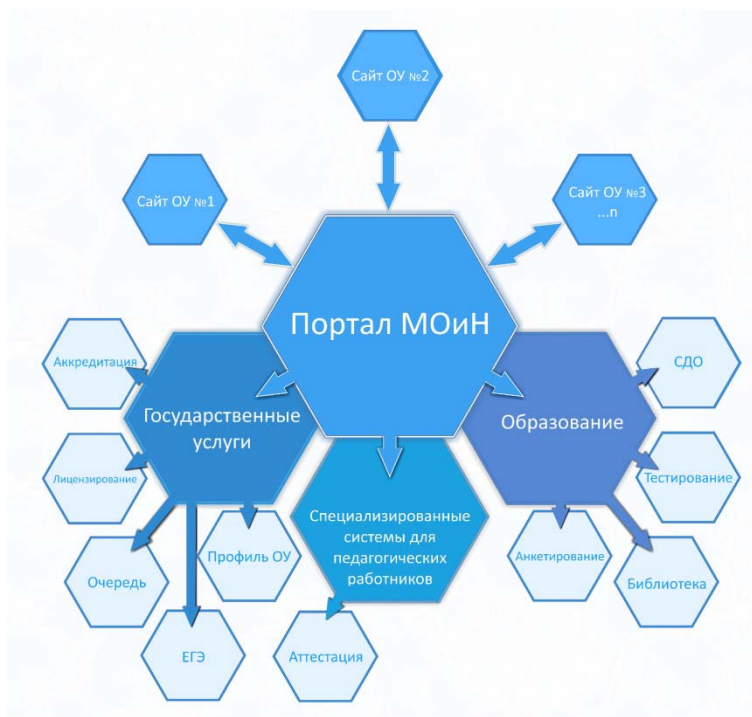 Сайт ОУ №2
Сайт ОУ №1
Сайт ОУ №3
...n
Портал МОиН
Аккредитация
СДО
Государственные
услуги
Образование
Лицензирование
Тестирование
Специализированные
системы для
педагогических
работников
Профиль ОУ
Анкетирование
Очередь
Библиотека
ЕГЭ
Аттестация